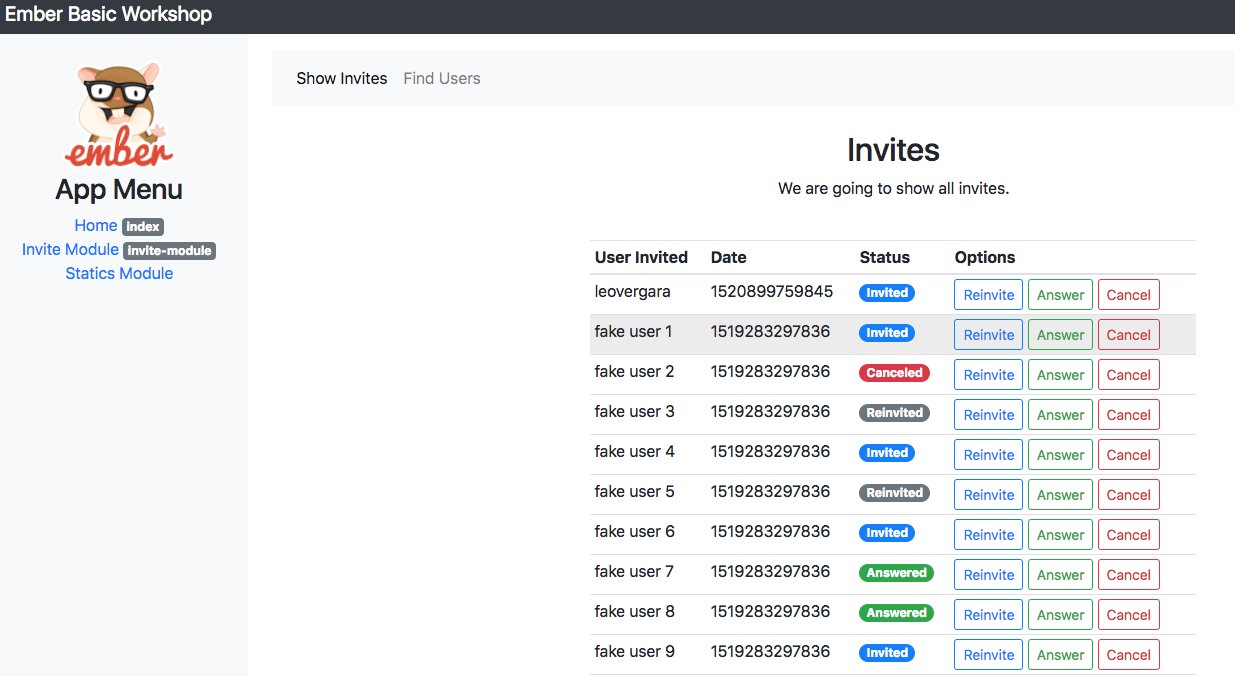 Ember Basic Workshop
ember
App Menu
Home index
Invite Module invite-module
Statics Module
Show Invites Find Users
Invites
We are going to show all invites.
User Invited Date Status Options
leovergara 1520899759845 Invited Reinvite Answer Cancel
fake user 1 1519283297836 Invited Reinvite Answer Cancel
fake user 2 1519283297836 Canceled Reinvite Answer Cancel
fake user 3 1519283297836 Reinvited Reinvite Answer Cancel
fake user 4 1519283297836 Invited Reinvite Answer Cancel
fake user 5 1519283297836 Reinvited Reinvite Answer Cancel
fake user 6 1519283297836 Invited Reinvite Answer Cancel
fake user 7 1519283297836 Answered Reinvite Answer Cancel
fake user 8 1519283297836 Answered Reinvite Answer Cancel
fake user 9 1519283297836 Invited Reinvite Answer Cancel